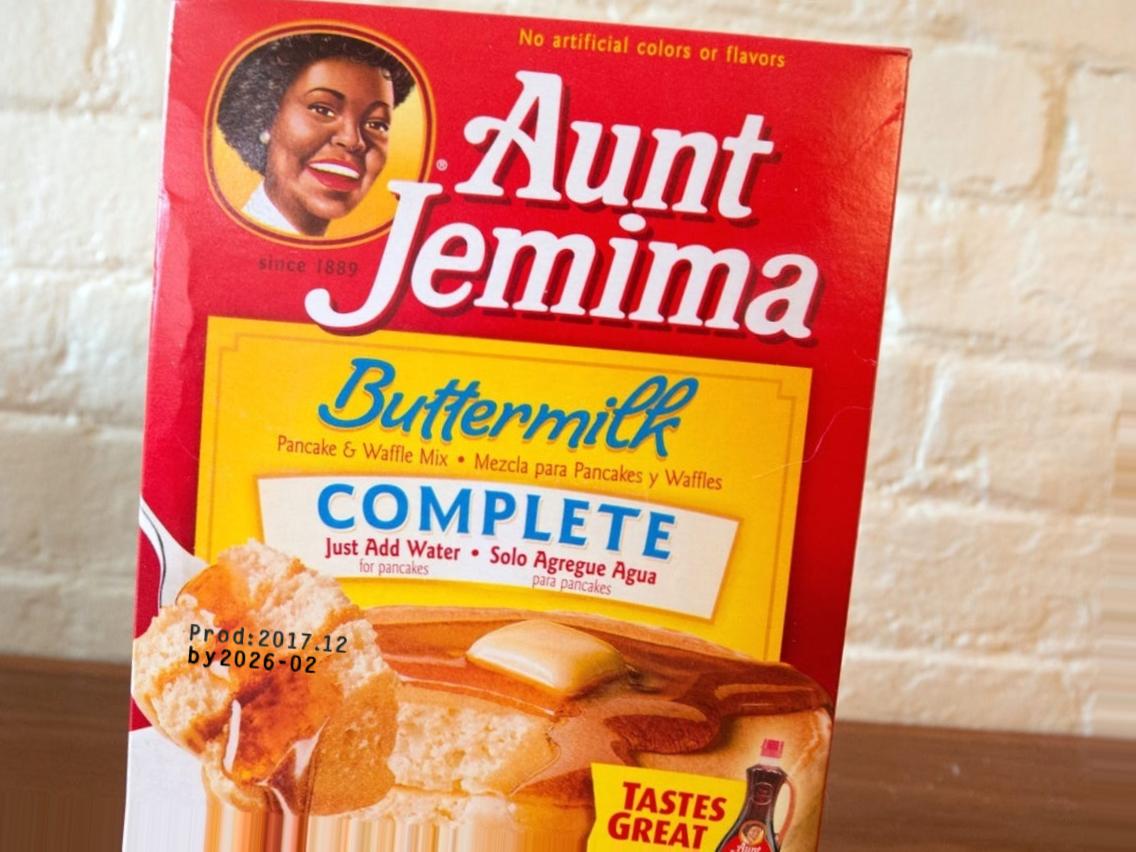 No artificial colors or flavors
Aunt
Jemima
®
since 1889
Buttermilk
Pancake & Waffle Mix • Mezcla para Pancakes y Waffles
COMPLETE
Just Add Water • Solo Agregue Agua
for pancakes para pancakes
Prod:2017.12
by2026-02
TASTES
GREAT
Aunt